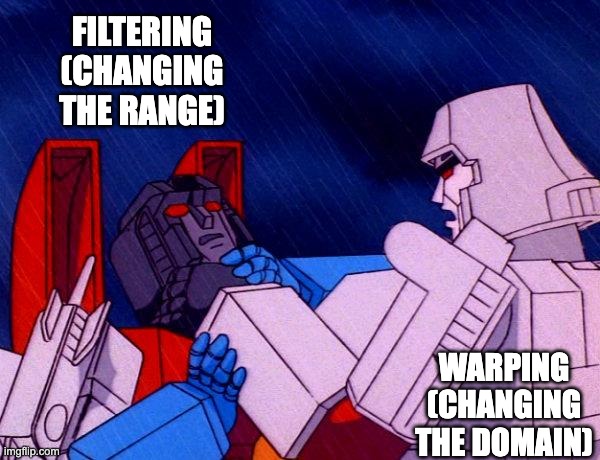 FILTERING
(CHANGING
THE RANGE)
WARPING
(CHANGING
THE DOMAIN)
imgflip.com